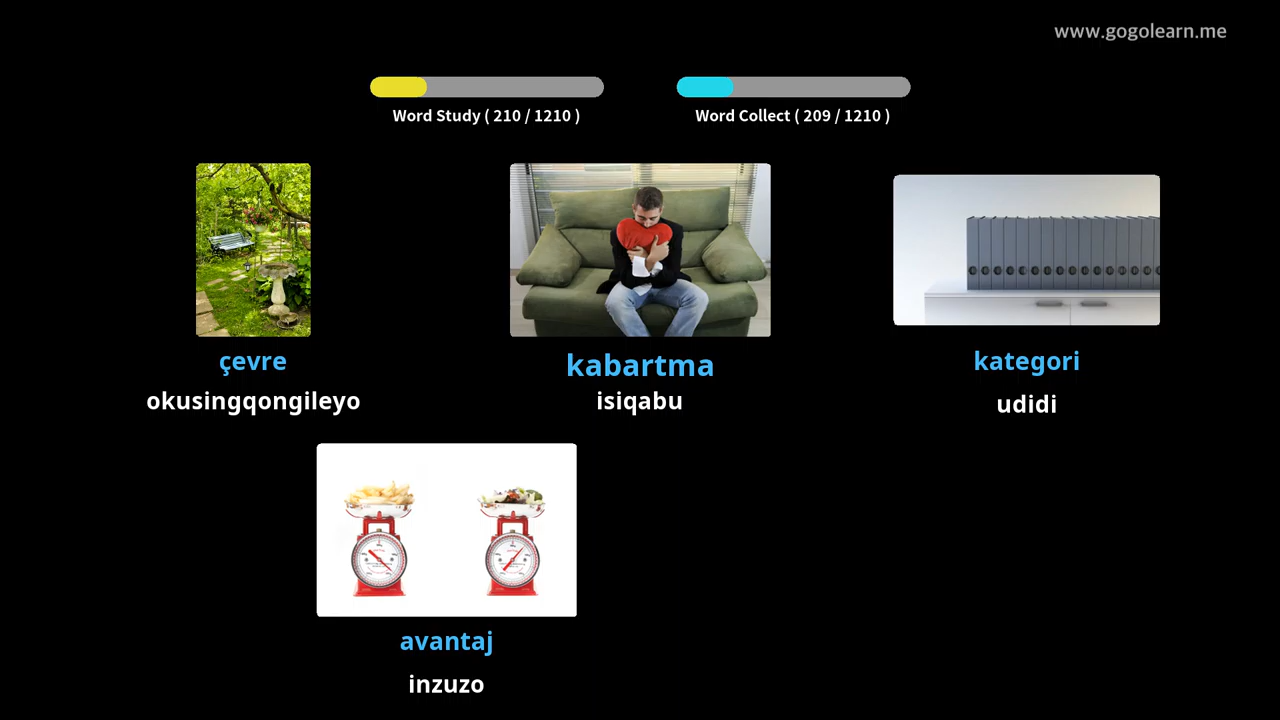 www.gogolearn.me
Word Study ( 210 / 1210 )
Word Collect ( 209 / 1210 )
çevre
okusingqongileyo
kabartma
isiqabu
kategori
udidi
avantaj
inzuzo